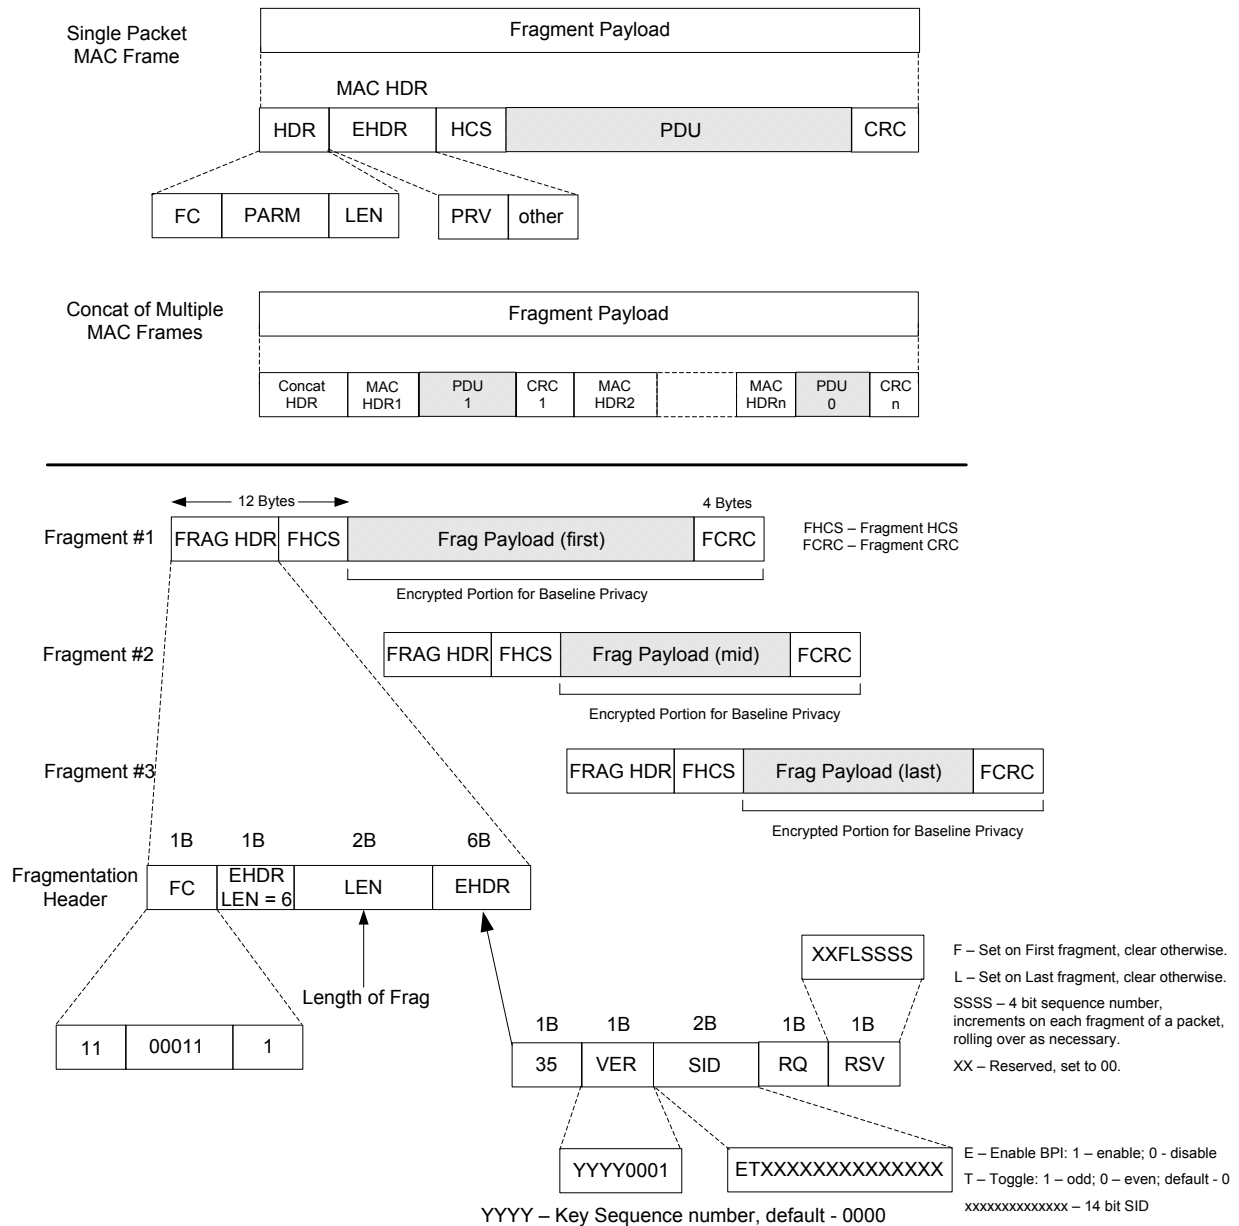 Single Packet
MAC Frame
Fragment Payload
MAC HDR
HDR EHDR HCS PDU CRC
FC PARM LEN PRV other
Concat of Multiple
MAC Frames
Fragment Payload
Concat HDR
MAC HDR1
PDU 1
CRC 1
MAC HDR2
MAC HDRn
PDU 0
CRC n
12 Bytes
4 Bytes
Fragment #1
FRAG HDR FHCS Frag Payload (first) FCRC
FHCS – Fragment HCS
FCRC – Fragment CRC
Encrypted Portion for Baseline Privacy
Fragment #2
FRAG HDR FHCS Frag Payload (mid) FCRC
Encrypted Portion for Baseline Privacy
Fragment #3
FRAG HDR FHCS Frag Payload (last) FCRC
Encrypted Portion for Baseline Privacy
1B 1B 2B 6B
Fragmentation
Header
FC
EHDR
LEN = 6
LEN
EHDR
Length of Frag
11 00011 1
XXFLSSSS
F – Set on First fragment, clear otherwise.
L – Set on Last fragment, clear otherwise.
SSSS – 4 bit sequence number,
increments on each fragment of a packet,
rolling over as necessary.
XX – Reserved, set to 00.
1B 1B 2B 1B 1B
35 VER SID RQ RSV
YYYY0001
ETXXXXXXXXXXXXXX
E – Enable BPI: 1 – enable; 0 - disable
T – Toggle: 1 – odd; 0 – even; default - 0
xxxxxxxxxxxxxx – 14 bit SID
YYYY – Key Sequence number, default - 0000